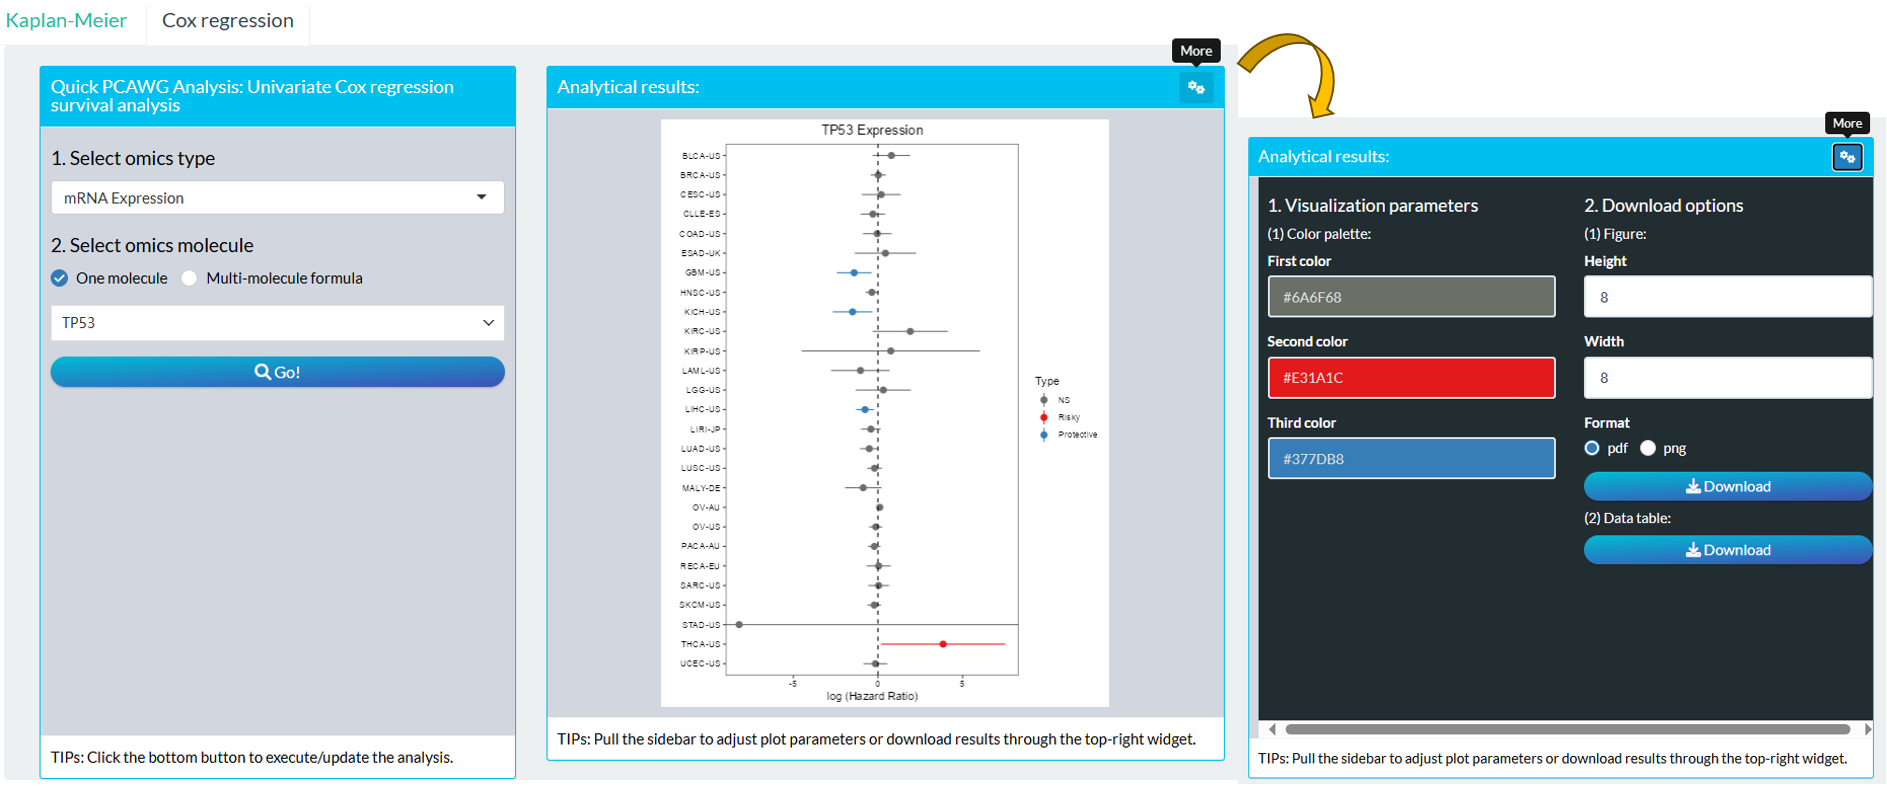 Kaplan-Meier
Cox regression
Quick PCAWG Analysis: Univariate Cox regression
survival analysis
1. Select omics type
mRNA Expression
2. Select omics molecule
One molecule
Multi-molecule formula
TP53
Go!
TIPs: Click the bottom button to execute/update the analysis.
More
Analytical results:
TP53 Expression
BLCA-US
BRCA-US
CESC-US
CLLE-ES
COAD-US
ESAD-UK
GBM-US
HNSC-US
KICH-US
KIRC-US
KIRP-US
LAML-US
LGG-US
LIHC-US
LIRI-JP
LUAD-US
LUSC-US
MALY-DE
OV-AU
OV-US
PACA-AU
RECA-EU
SARC-US
SKCM-US
STAD-US
THCA-US
UCEC-US
-5
0
5
log (Hazard Ratio)
Type
NS
Risky
Protective
TIPs: Pull the sidebar to adjust plot parameters or download results through the top-right widget.
More
Analytical results:
1. Visualization parameters
(1) Color palette:
First color
#6A6F68
Second color
#E31A1C
Third color
#377DB8
2. Download options
(1) Figure:
Height
8
Width
8
Format
pdf
png
Download
(2) Data table:
Download
TIPs: Pull the sidebar to adjust plot parameters or download results through the top-right widget.